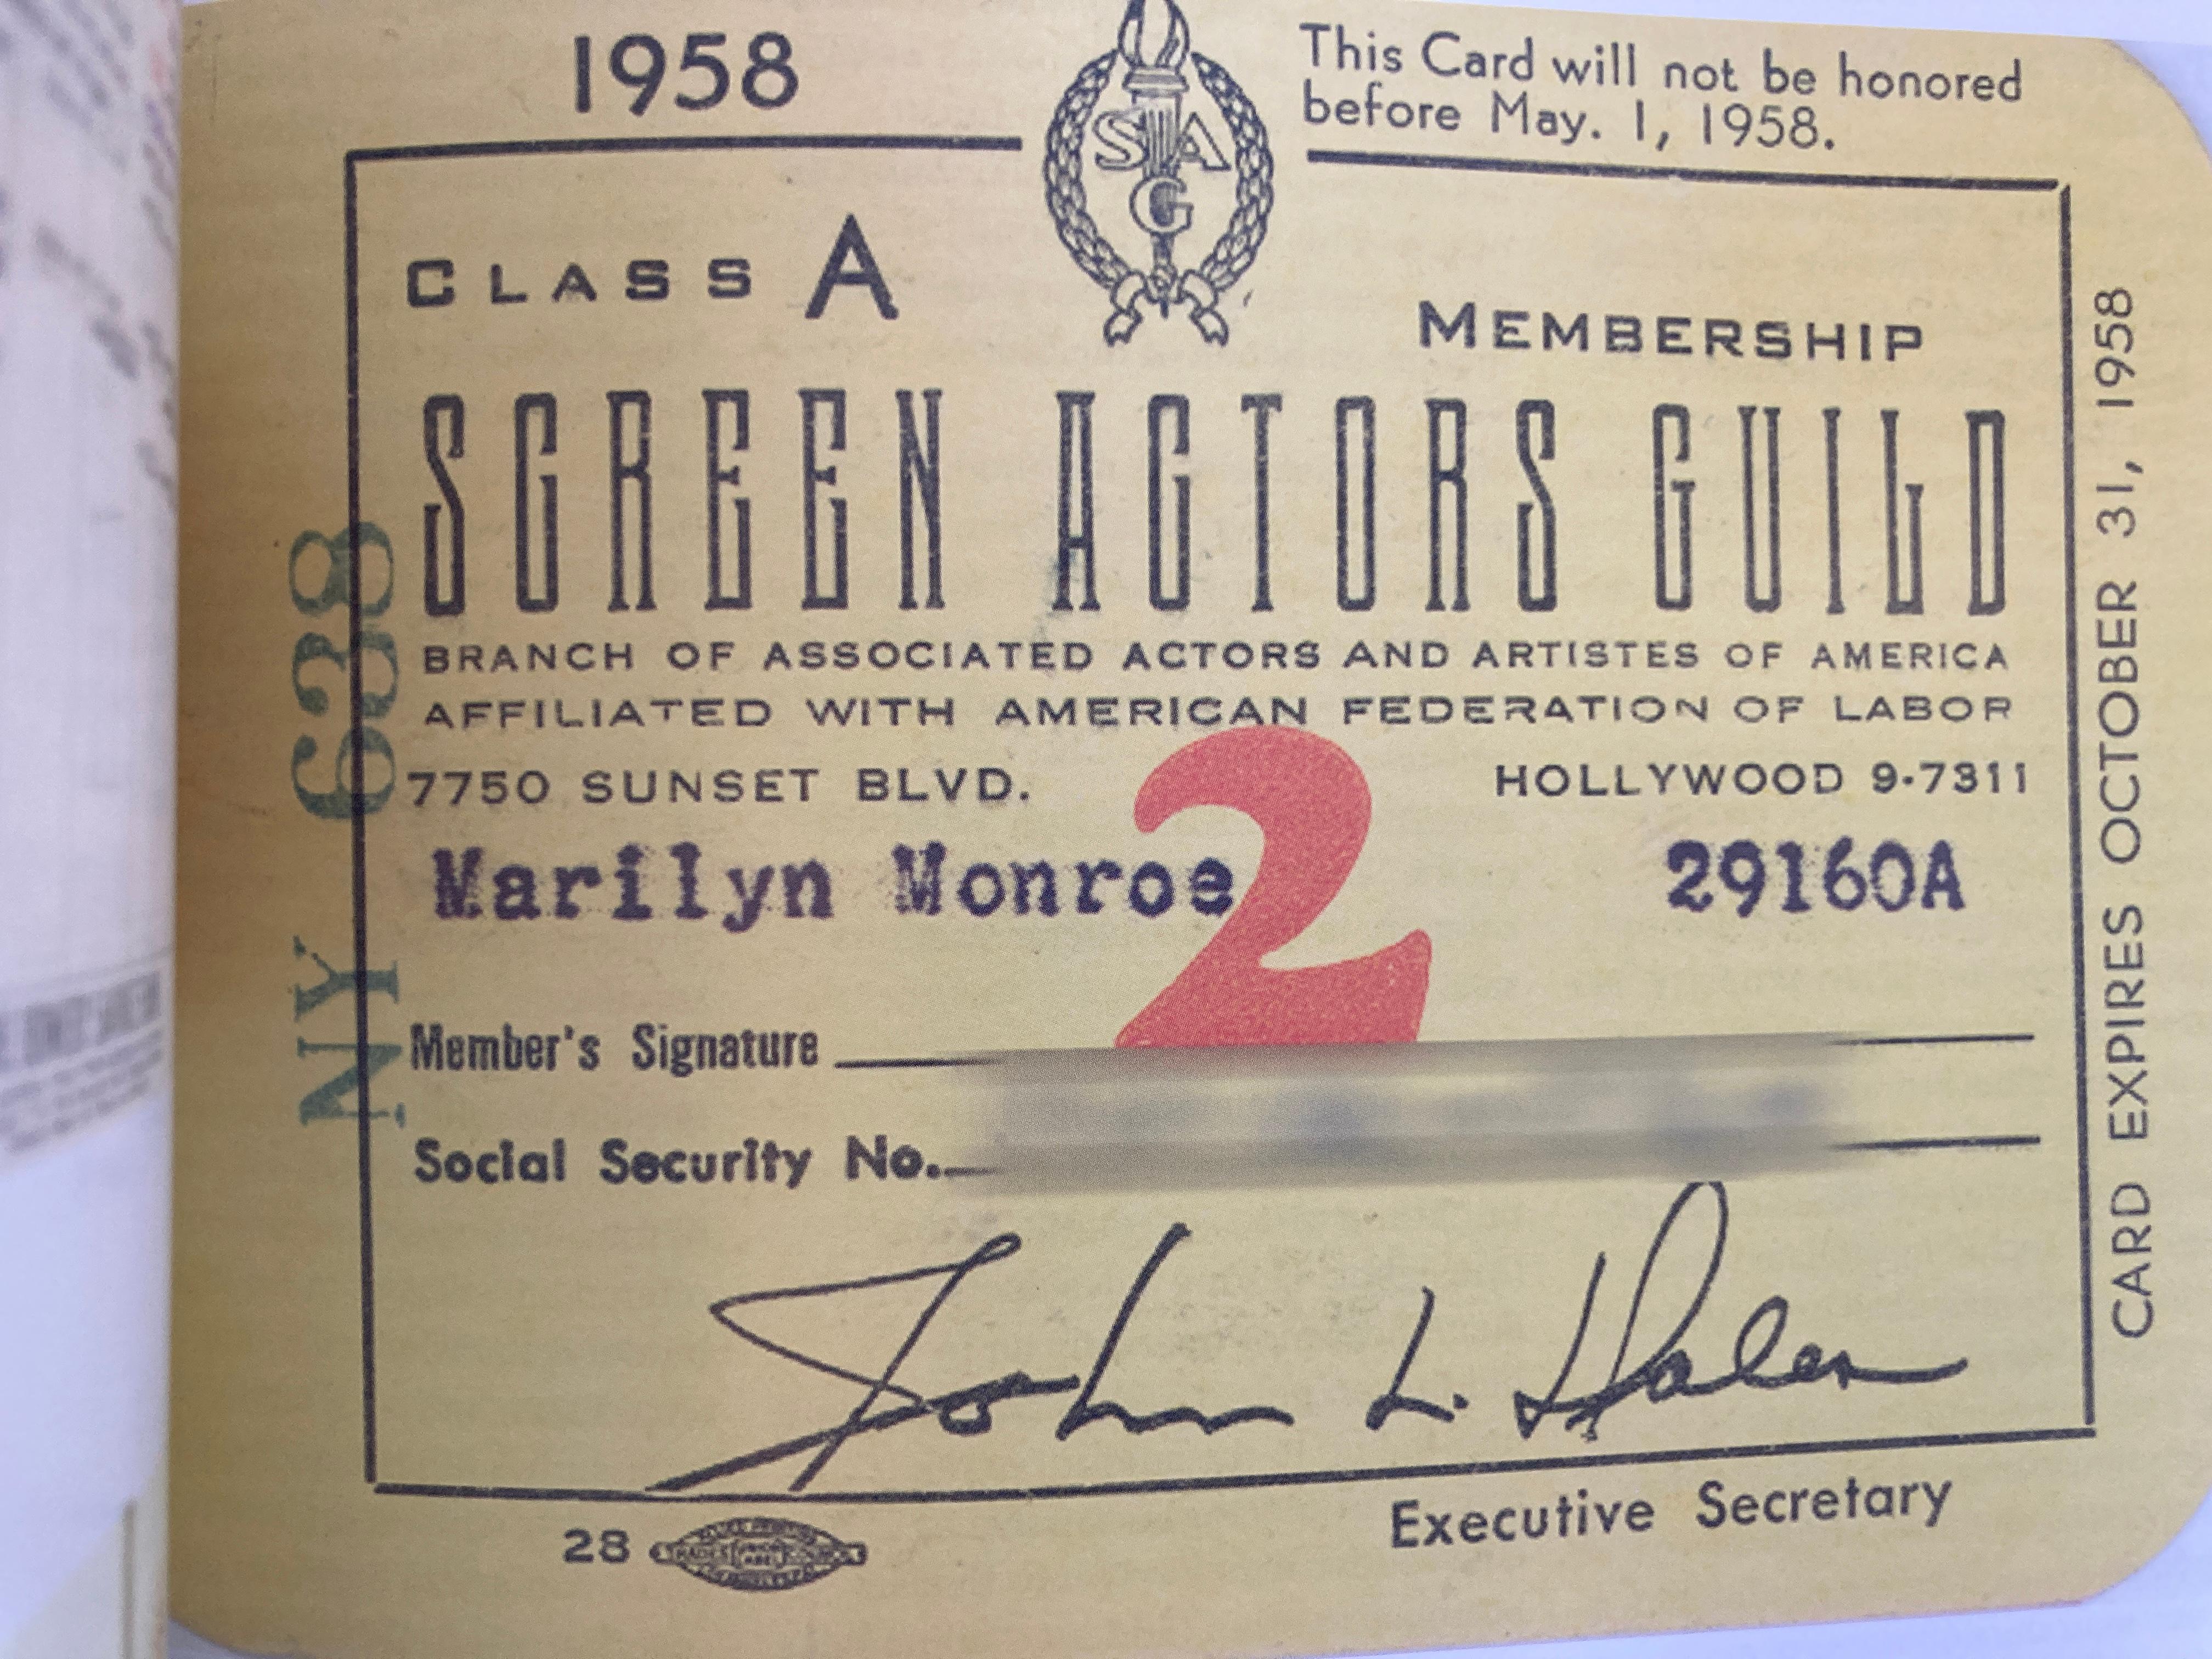 1958
This Card will not be honored
before May. 1, 1958.
S A
G
CLASS A
MEMBERSHIP
SCREEN ACTORS GUILD
BRANCH OF ASSOCIATED ACTORS AND ARTISTES OF AMERICA
AFFILIATED WITH AMERICAN FEDERATION OF LABOR
7750 SUNSET BLVD. HOLLYWOOD 9-7311
2
Marilyn Monroe 29160A
Member's Signature
Social Security No.
John L. Dales
Executive Secretary
28
NY 638
CARD EXPIRES OCTOBER 31, 1958